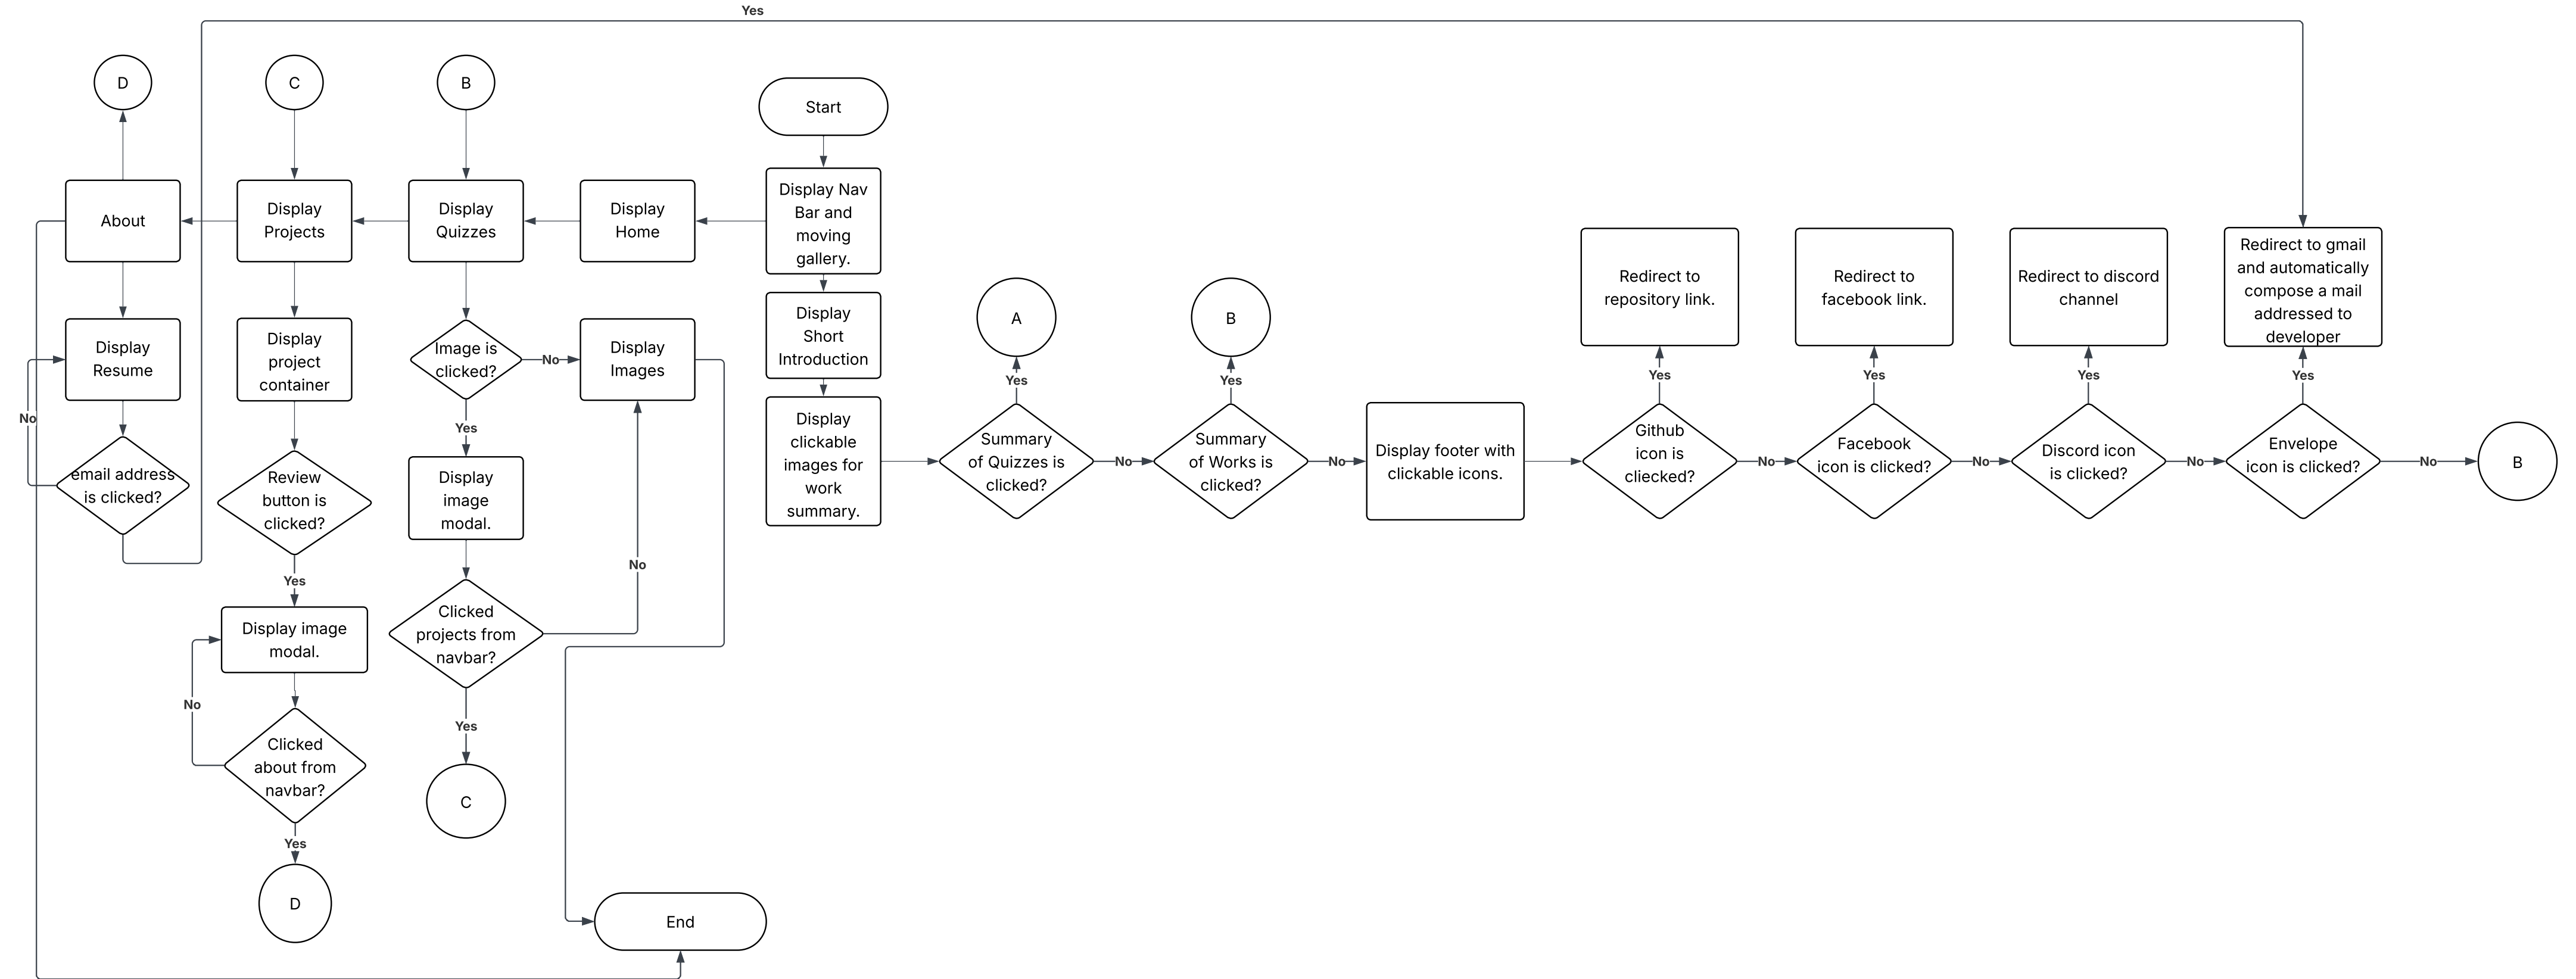 Yes
D
C
B
Start
About
Display
Projects
Display
Quizzes
Display
Home
Display Nav
Bar and
moving
gallery.
Redirect to
repository link.
Redirect to
facebook link.
Redirect to discord
channel
Redirect to gmail
and automatically
compose a mail
addressed to
developer
Display
Resume
Display
project
container
Image is
clicked?
No
Display
Images
Display
Short
Introduction
A
B
Yes
Yes
Yes
Yes
Yes
Yes
No
Yes
email address
is clicked?
Review
button is
clicked?
Display
image
modal.
Display
clickable
images for
work
summary.
Summary
of Quizzes is
clicked?
No
Summary
of Works is
clicked?
No
Display footer with
clickable icons.
Github
icon is
cliecked?
No
Facebook
icon is clicked?
No
Discord icon
is clicked?
No
Envelope
icon is clicked?
No
B
Yes
No
Display image
modal.
Clicked
projects from
navbar?
No
Yes
Clicked
about from
navbar?
C
Yes
D
End